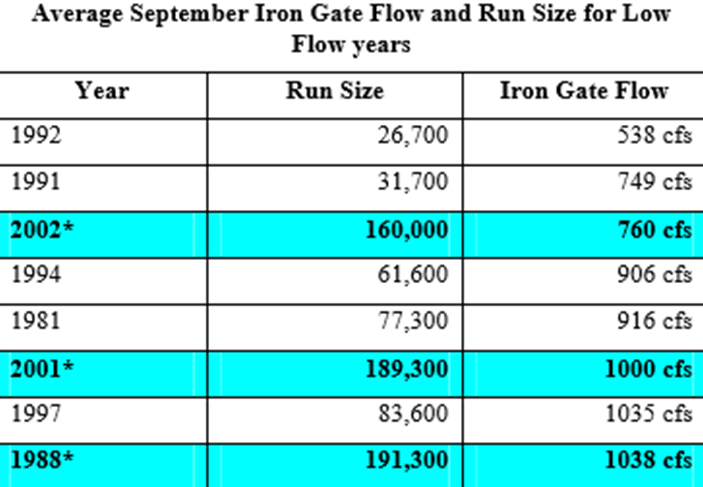 Average September Iron Gate Flow and Run Size for Low
Flow years
Year Run Size Iron Gate Flow
1992 26,700 538 cfs
1991 31,700 749 cfs
2002* 160,000 760 cfs
1994 61,600 906 cfs
1981 77,300 916 cfs
2001* 189,300 1000 cfs
1997 83,600 1035 cfs
1988* 191,300 1038 cfs